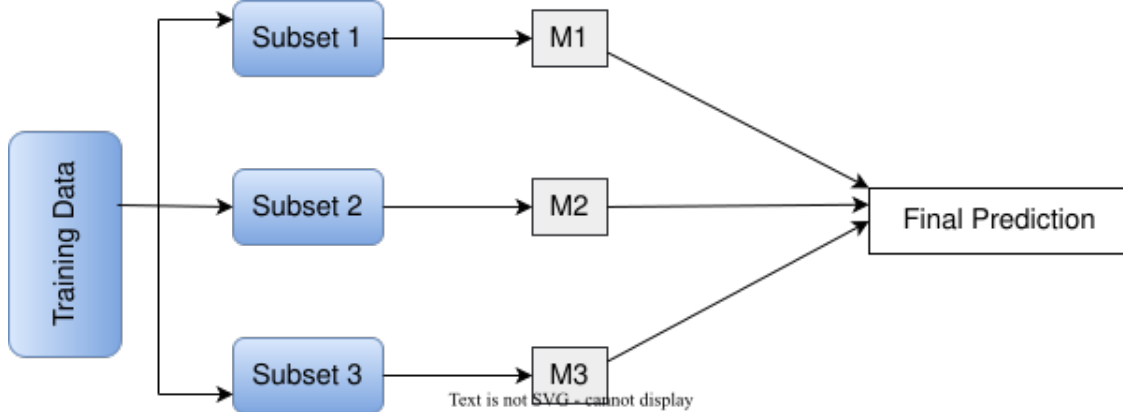 Training Data
Subset 1
M1
Subset 2
M2
Final Prediction
Subset 3
M3
Text is not SVG - cannot display